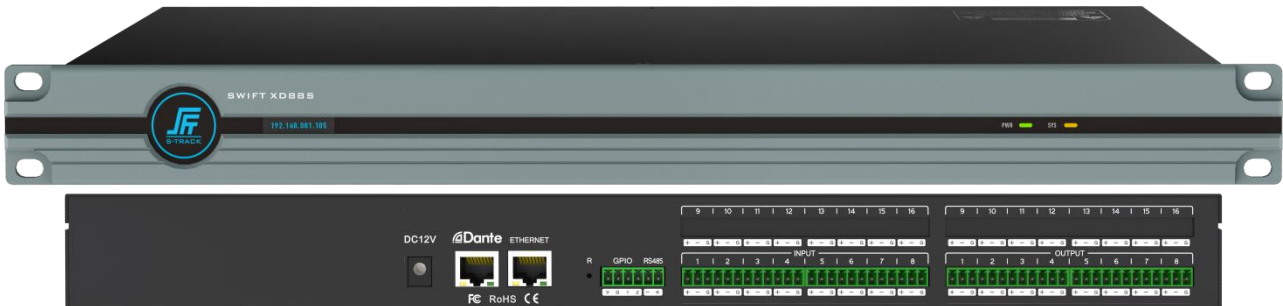 SWIFT XD88S
192.168.001.105
PWR SYS
S-TRACK
9 10 11 12 13 14 15 16 9 10 11 12 13 14 15 16
+ - G + - G + - G + - G + - G + - G + - G + - G + - G + - G + - G + - G + - G + - G + - G + - G
DC12V Dante ETHERNET
R GPIO RS485
INPUT OUTPUT
1 2 3 4 5 6 7 8 1 2 3 4 5 6 7 8
+ - G + - G + - G + - G + - G + - G + - G + - G + - G + - G + - G + - G + - G + - G + - G + - G
FC RoHS CE